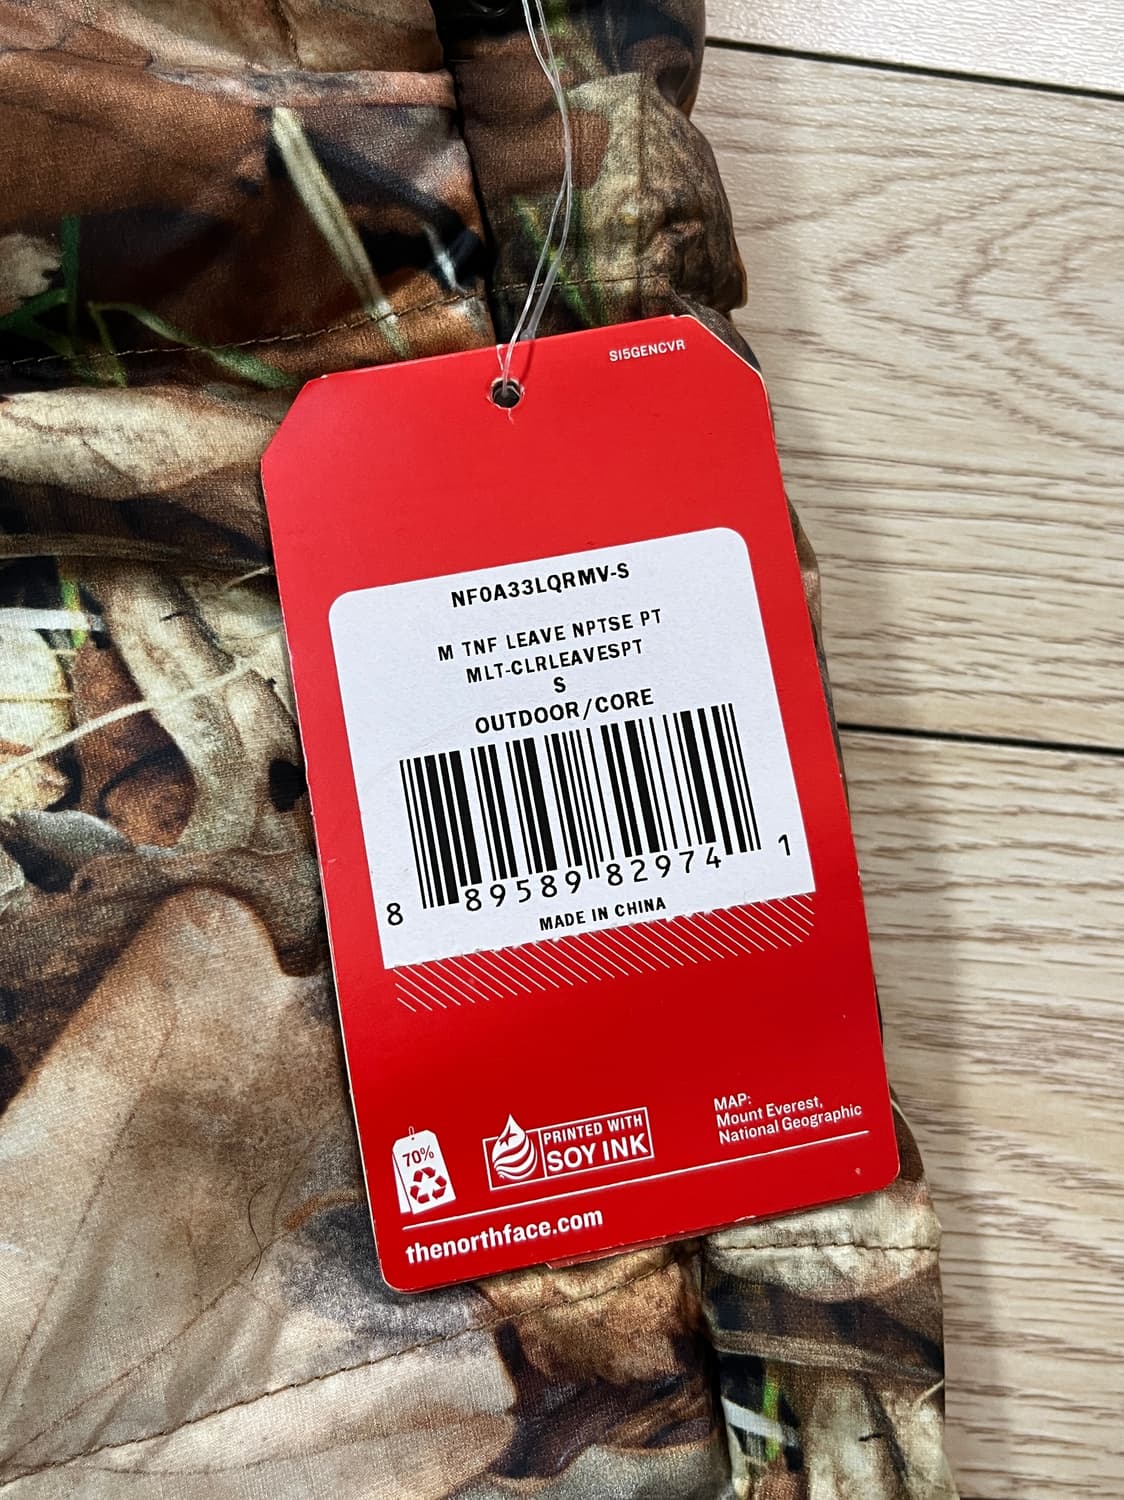 SI5GENCVR
NF0A33LQRMV-S
M TNF LEAVE NPTSE PT
MLT-CLRLEAVESPT
S
OUTDOOR/CORE
8 89589 82974 1
MADE IN CHINA
70%
PRINTED WITH
SOY INK
MAP:
Mount Everest,
National Geographic
thenorthface.com